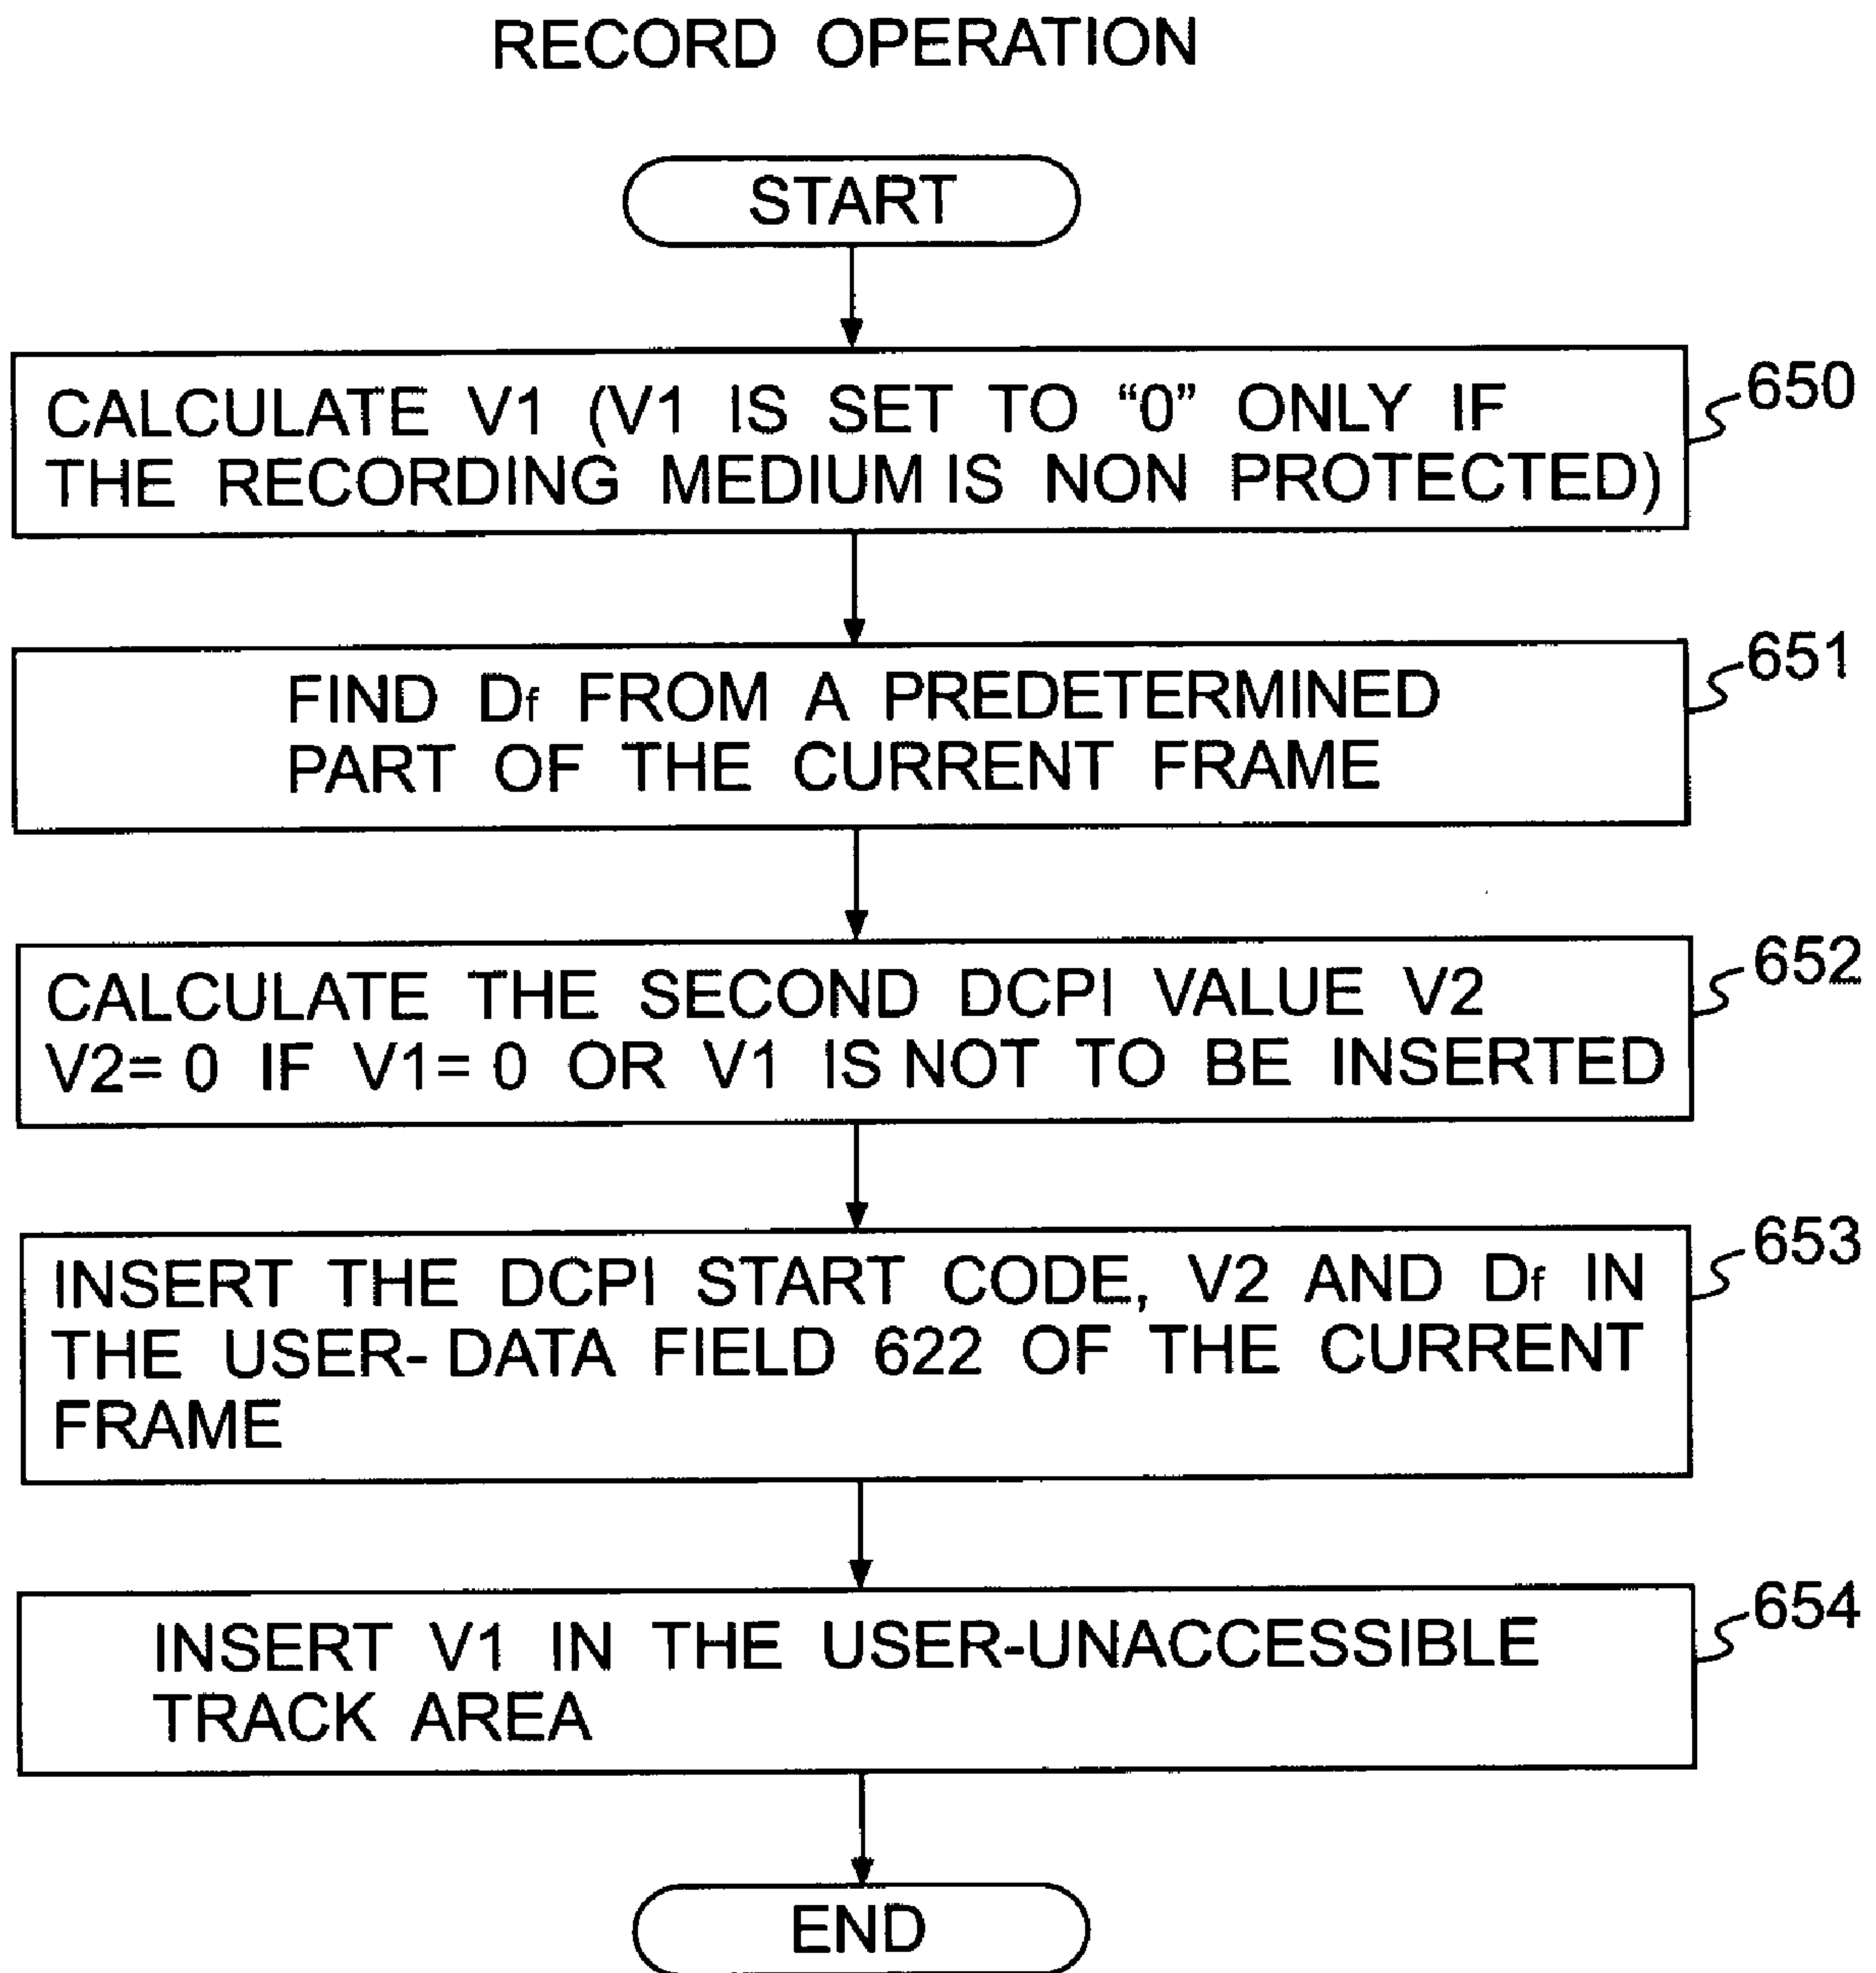 RECORD OPERATION
START
CALCULATE V1 (V1 IS SET TO “0” ONLY IF
THE RECORDING MEDIUM IS NON PROTECTED)
650
FIND Df FROM A PREDETERMINED
PART OF THE CURRENT FRAME
651
CALCULATE THE SECOND DCPI VALUE V2
V2= 0 IF V1= 0 OR V1 IS NOT TO BE INSERTED
652
INSERT THE DCPI START CODE, V2 AND Df IN
THE USER- DATA FIELD 622 OF THE CURRENT
FRAME
653
INSERT V1 IN THE USER-UNACCESSIBLE
TRACK AREA
654
END